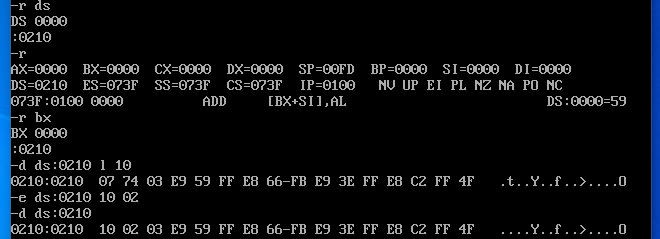 -r ds
DS 0000
:0210
-r
AX=0000  BX=0000  CX=0000  DX=0000  SP=00FD  BP=0000  SI=0000  DI=0000
DS=0210  ES=073F  SS=073F  CS=073F  IP=0100   NV UP EI PL NZ NA PO NC
073F:0100 0000          ADD     [BX+SI],AL                         DS:0000=59
-r bx
BX 0000
:0210
-d ds:0210 l 10
0210:0210  07 74 03 E9 59 FF E8 66-FB E9 3E FF E8 C2 FF 4F   .t..Y..f..>....O
-e ds:0210 10 02
-d ds:0210
0210:0210  10 02 03 E9 59 FF E8 66-FB E9 3E FF E8 C2 FF 4F   ....Y..f..>....O